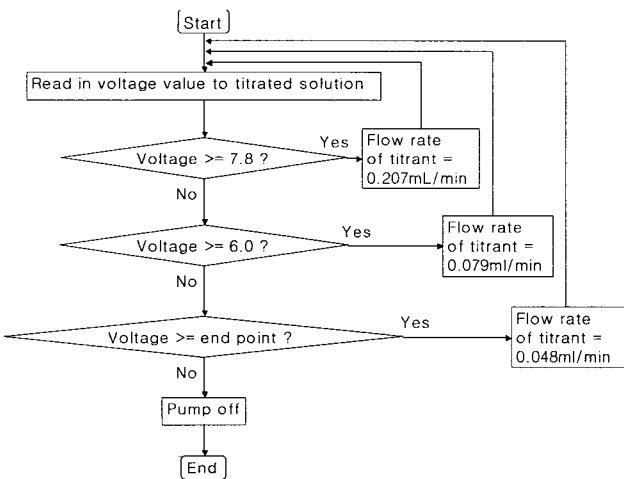 Start
Read in voltage value to titrated solution
Voltage >= 7.8 ?
Yes
Flow rate
of titrant =
0.207mL/min
No
Voltage >= 6.0 ?
Yes
Flow rate
of titrant =
0.079ml/min
No
Voltage >= end point ?
Yes
Flow rate
of titrant =
0.048ml/min
No
Pump off
End